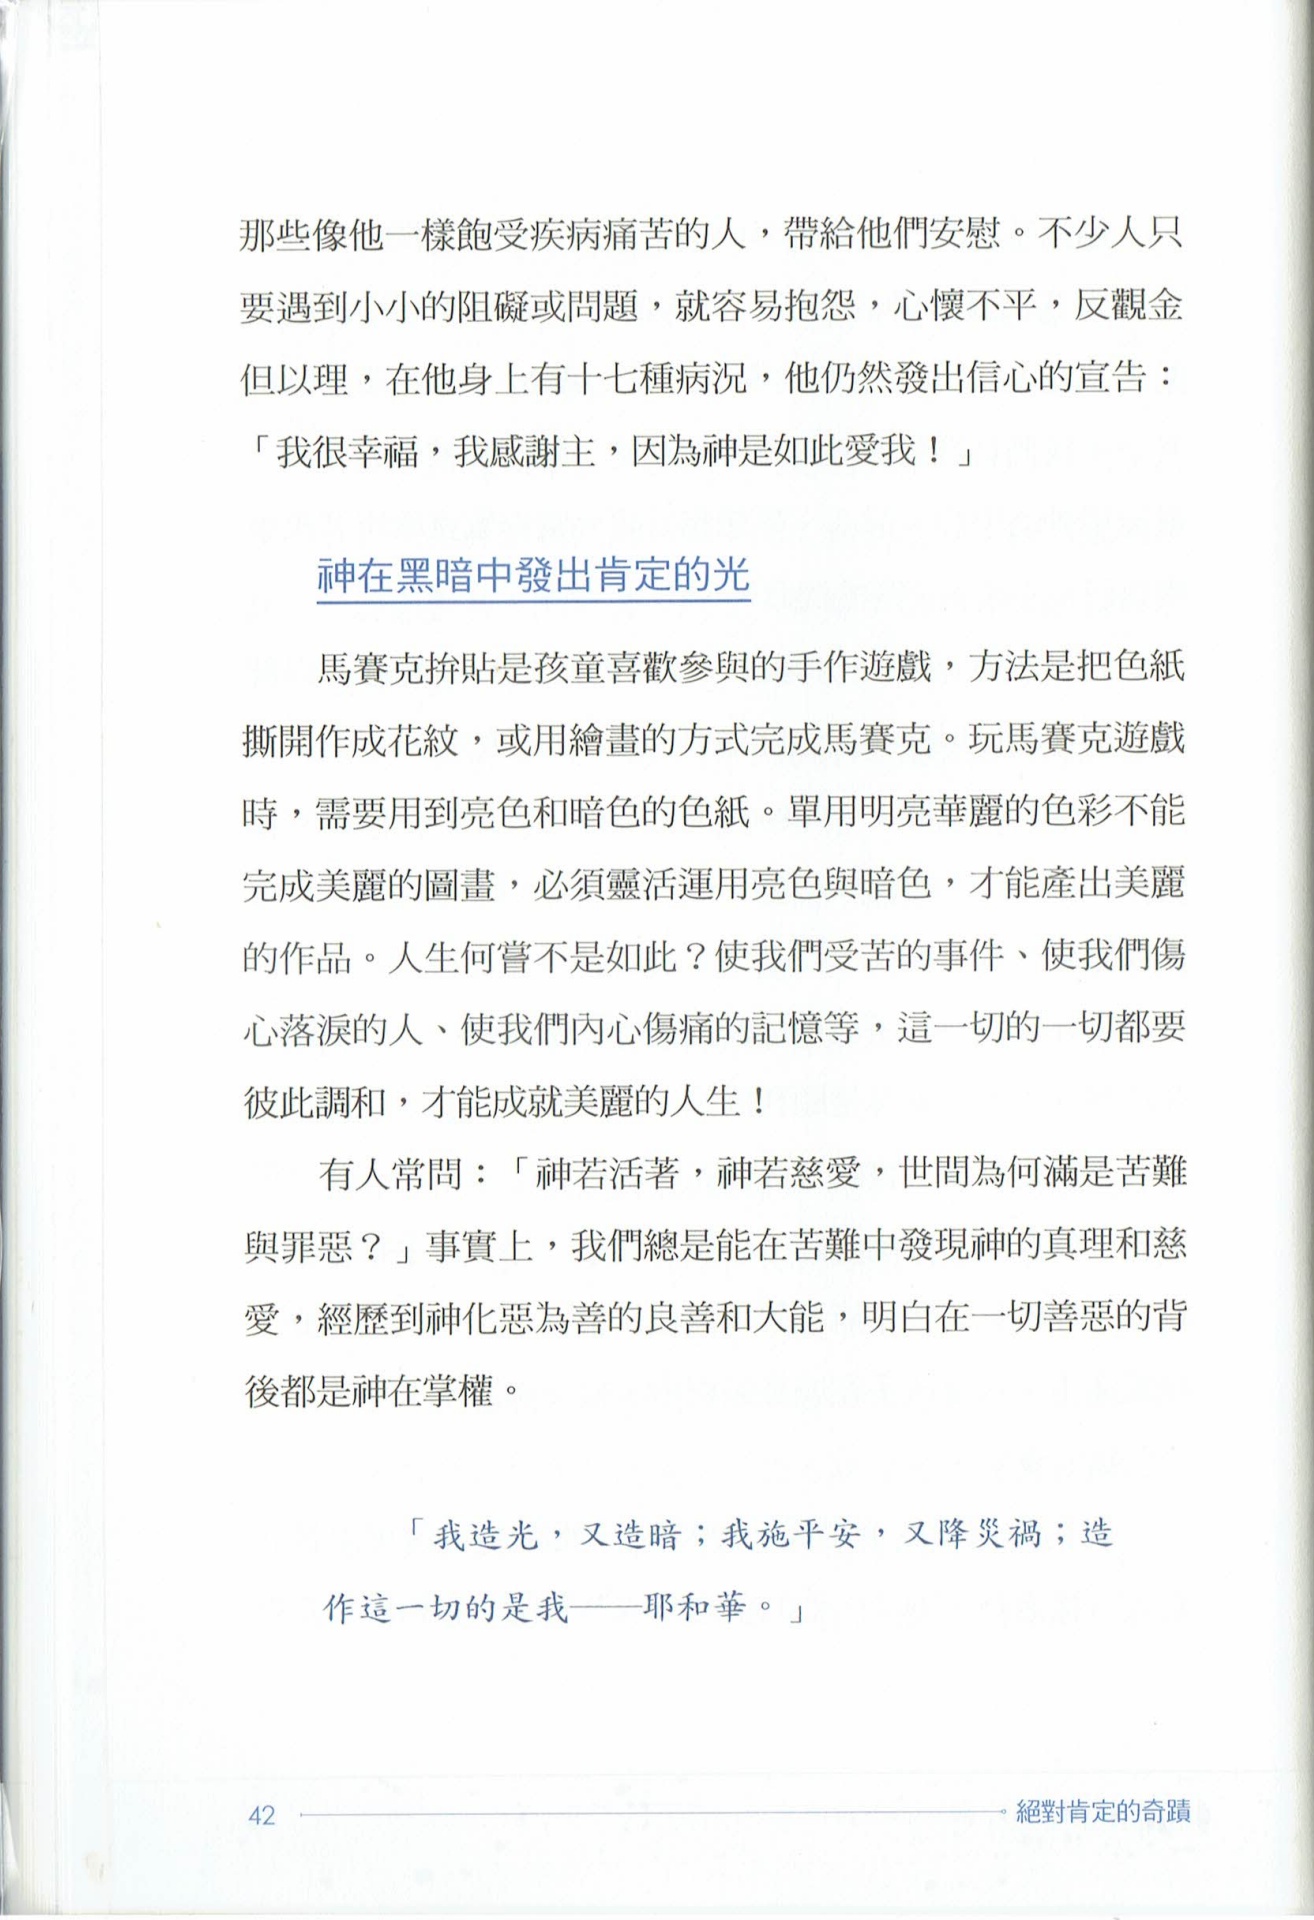 那些像他一樣飽受疾病痛苦的人，帶給他們安慰。不少人只
要遇到小小的阻礙或問題，就容易抱怨，心懷不平，反觀金
但以理，在他身上有十七種病況，他仍然發出信心的宣告：
「我很幸福，我感謝主，因為神是如此愛我！」
神在黑暗中發出肯定的光
馬賽克拚貼是孩童喜歡參與的手作遊戲，方法是把色紙
撕開作成花紋，或用繪畫的方式完成馬賽克。玩馬賽克遊戲
時，需要用到亮色和暗色的色紙。單用明亮華麗的色彩不能
完成美麗的圖畫，必須靈活運用亮色與暗色，才能產出美麗
的作品。人生何嘗不是如此？使我們受苦的事件、使我們傷
心落淚的人、使我們內心傷痛的記憶等，這一切的一切都要
彼此調和，才能成就美麗的人生！
有人常問：「神若活著，神若慈愛，世間為何滿是苦難
與罪惡？」事實上，我們總是能在苦難中發現神的真理和慈
愛，經歷到神化惡為善的良善和大能，明白在一切善惡的背
後都是神在掌權。
「我造光，又造暗；我施平安，又降災禍；造
作這一切的是我——耶和華。」
42 絕對肯定的奇蹟